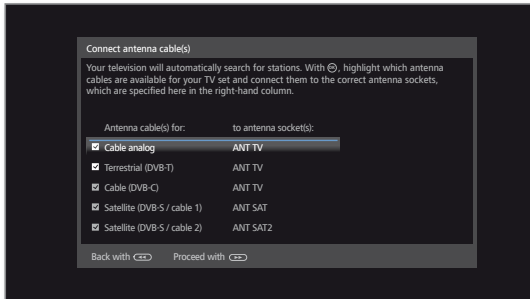 Connect antenna cable(s)
Your television will automatically search for stations. With OK, highlight which antenna
cables are available for your TV set and connect them to the correct antenna sockets,
which are specified here in the right-hand column.
Antenna cable(s) for: to antenna socket(s):
Cable analog ANT TV
Terrestrial (DVB-T) ANT TV
Cable (DVB-C) ANT TV
Satellite (DVB-S / cable 1) ANT SAT
Satellite (DVB-S / cable 2) ANT SAT2
Back with Proceed with